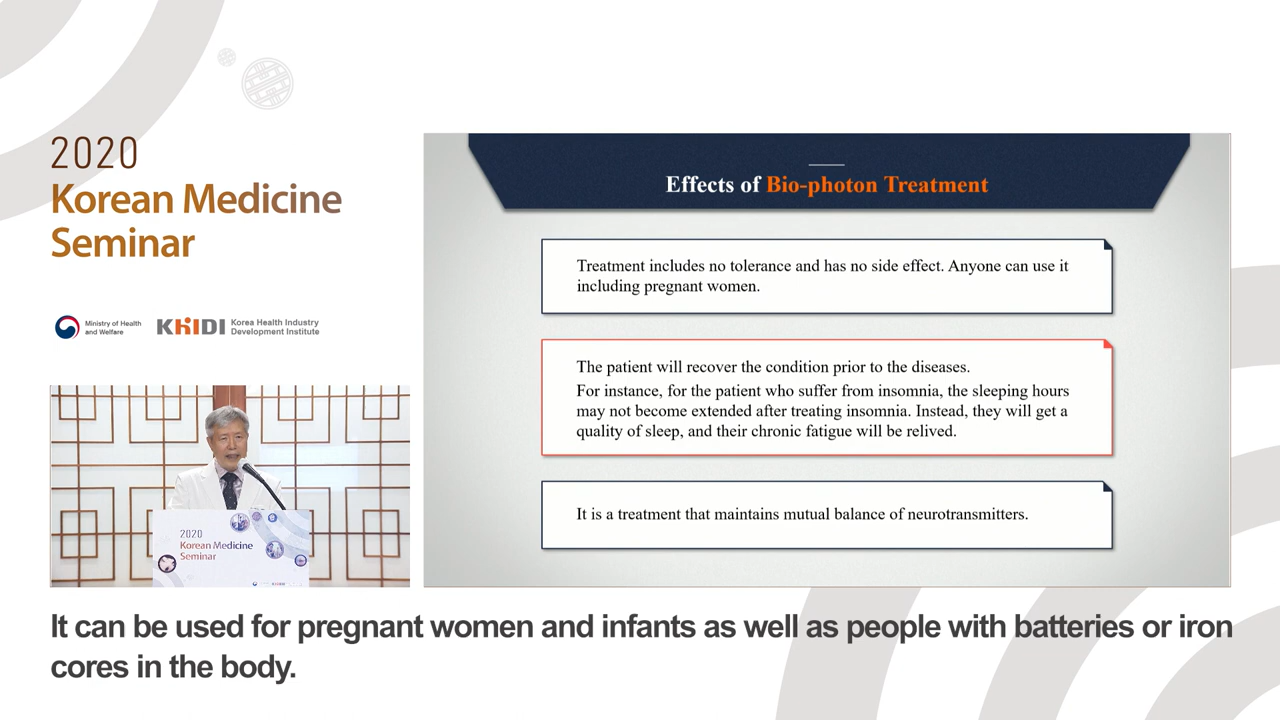 2020
Korean Medicine
Seminar
Ministry of Health
and Welfare
KHIDI
Korea Health Industry
Development Institute
Effects of Bio-photon Treatment
Treatment includes no tolerance and has no side effect. Anyone can use it
including pregnant women.
The patient will recover the condition prior to the diseases.
For instance, for the patient who suffer from insomnia, the sleeping hours
may not become extended after treating insomnia. Instead, they will get a
quality of sleep, and their chronic fatigue will be relived.
It is a treatment that maintains mutual balance of neurotransmitters.
2020
Korean Medicine
Seminar
It can be used for pregnant women and infants as well as people with batteries or iron
cores in the body.